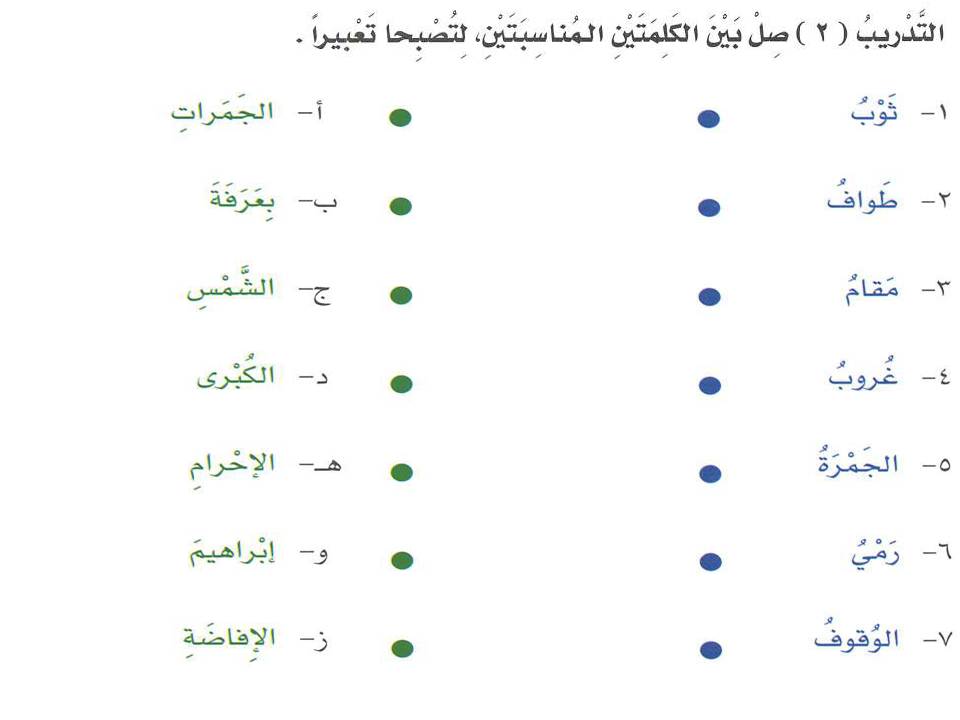 التَّدْريبُ ( ٢ ) صِلْ بَيْنَ الكَلِمَتَيْنِ المُناسِبَتَيْنِ، لِتُصْبِحا تَعْبيراً .
١- ثَوْبُ أ- الجَمَراتِ
٢- طَوافُ ب- بِعَرَفَةَ
٣- مَقامُ ج- الشَّمْسِ
٤- غُروبُ د- الكُبْرى
٥- الجَمْرَةُ هـ- الإحْرامِ
٦- رَمْيُ و- إبْراهيمَ
٧- الوُقوفُ ز- الإفاضَةِ